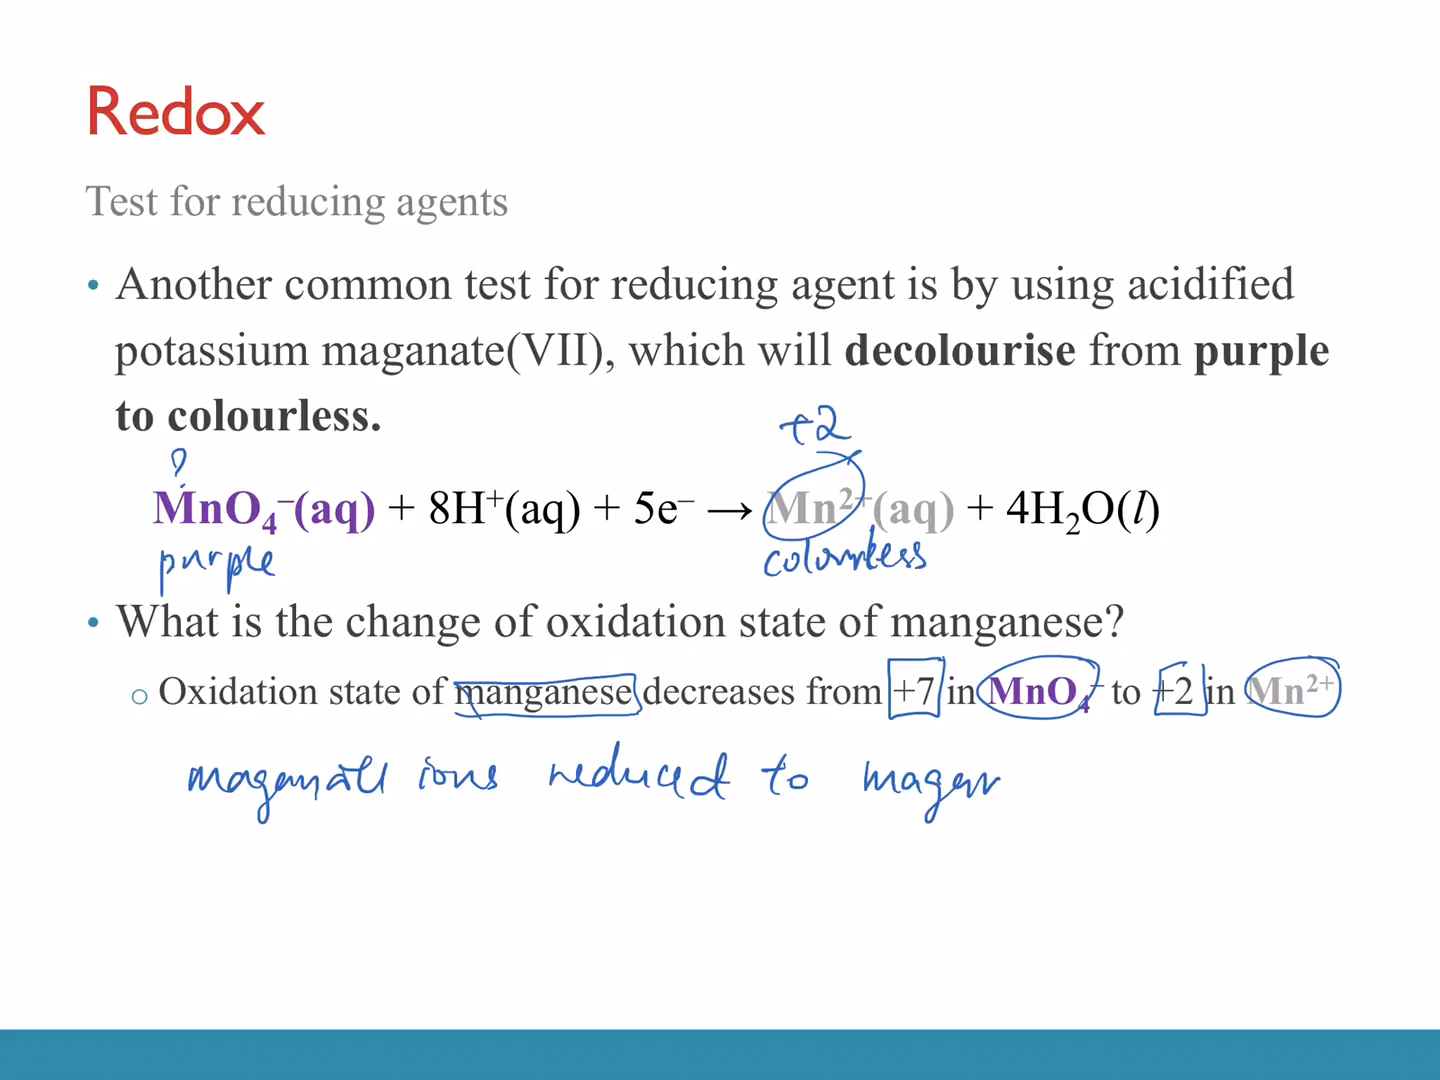 Redox
Test for reducing agents
• Another common test for reducing agent is by using acidified
potassium maganate(VII), which will decolourise from purple
to colourless.
+2
?
MnO₄⁻(aq) + 8H⁺(aq) + 5e⁻ → Mn²⁺(aq) + 4H₂O(l)
purple colourless
• What is the change of oxidation state of manganese?
○ Oxidation state of manganese decreases from +7 in MnO₄⁻ to +2 in Mn²⁺
ions reduced to